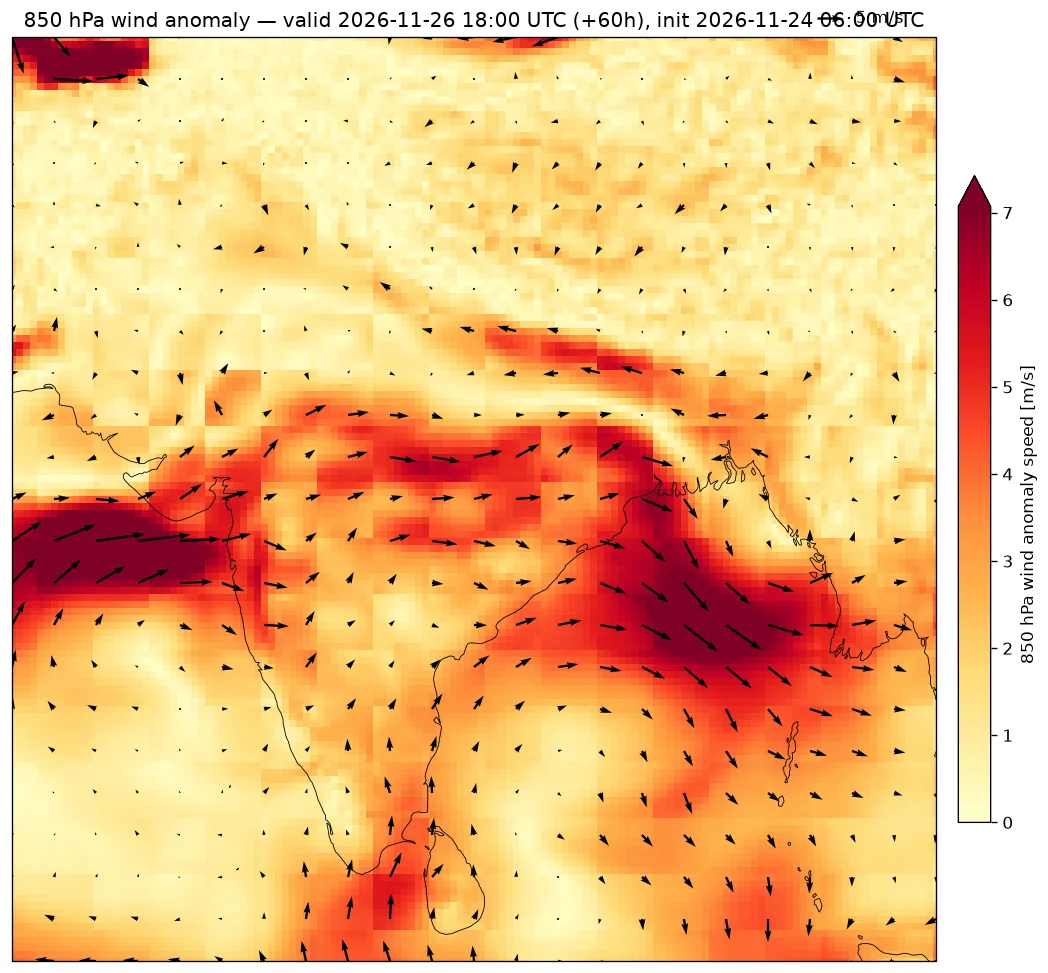 850 hPa wind anomaly — valid 2026-11-26 18:00 UTC (+60h), init 2026-11-24 06:00 UTC
5 m/s
7
6
5
4
3
2
1
0
850 hPa wind anomaly speed [m/s]